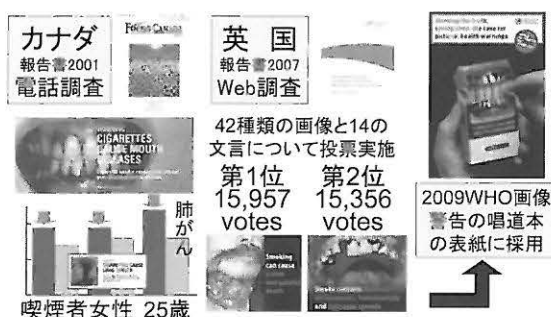 カナダ
報告書2001
電話調査
英 国
報告書2007
Web調査
CIGARETTES
CAUSE MOUTH
DISEASES
肺がん
喫煙者女性 25歳
42種類の画像と14の
文言について投票実施
第1位
15,957
votes
第2位
15,356
votes
Smoking
can cause
2009WHO画像
警告の唱道本
の表紙に採用